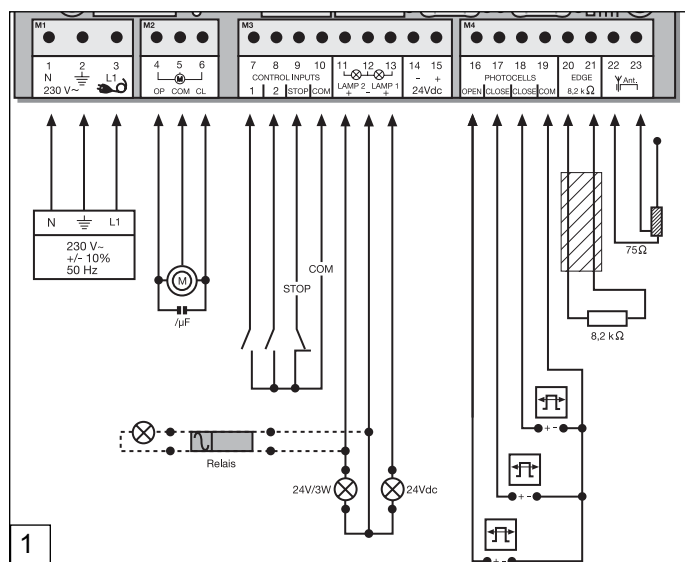 M1 M2 M3 M4
1 2 3 4 5 6 7 8 9 10 11 12 13 14 15 16 17 18 19 20 21 22 23
N L1 M CONTROL INPUTS LAMP 2 LAMP 1 - + PHOTOCELLS EDGE Ant.
230 V~ OP COM CL 1 2 STOP COM + - + 24Vdc OPEN CLOSE CLOSE COM 8,2 kΩ
N L1
230 V~
+/- 10%
50 Hz
M
/µF
COM
STOP
75Ω
8,2 kΩ
+ -
Relais
24V/3W 24Vdc
+ -
+ -
1